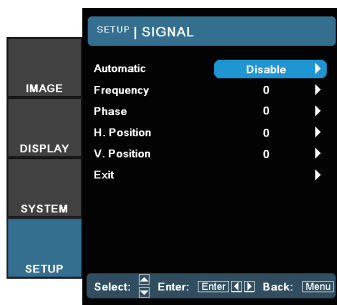 SETUP | SIGNAL
Automatic Disable
Frequency 0
Phase 0
H. Position 0
V. Position 0
Exit
IMAGE
DISPLAY
SYSTEM
SETUP
Select: Enter: Enter Back: Menu